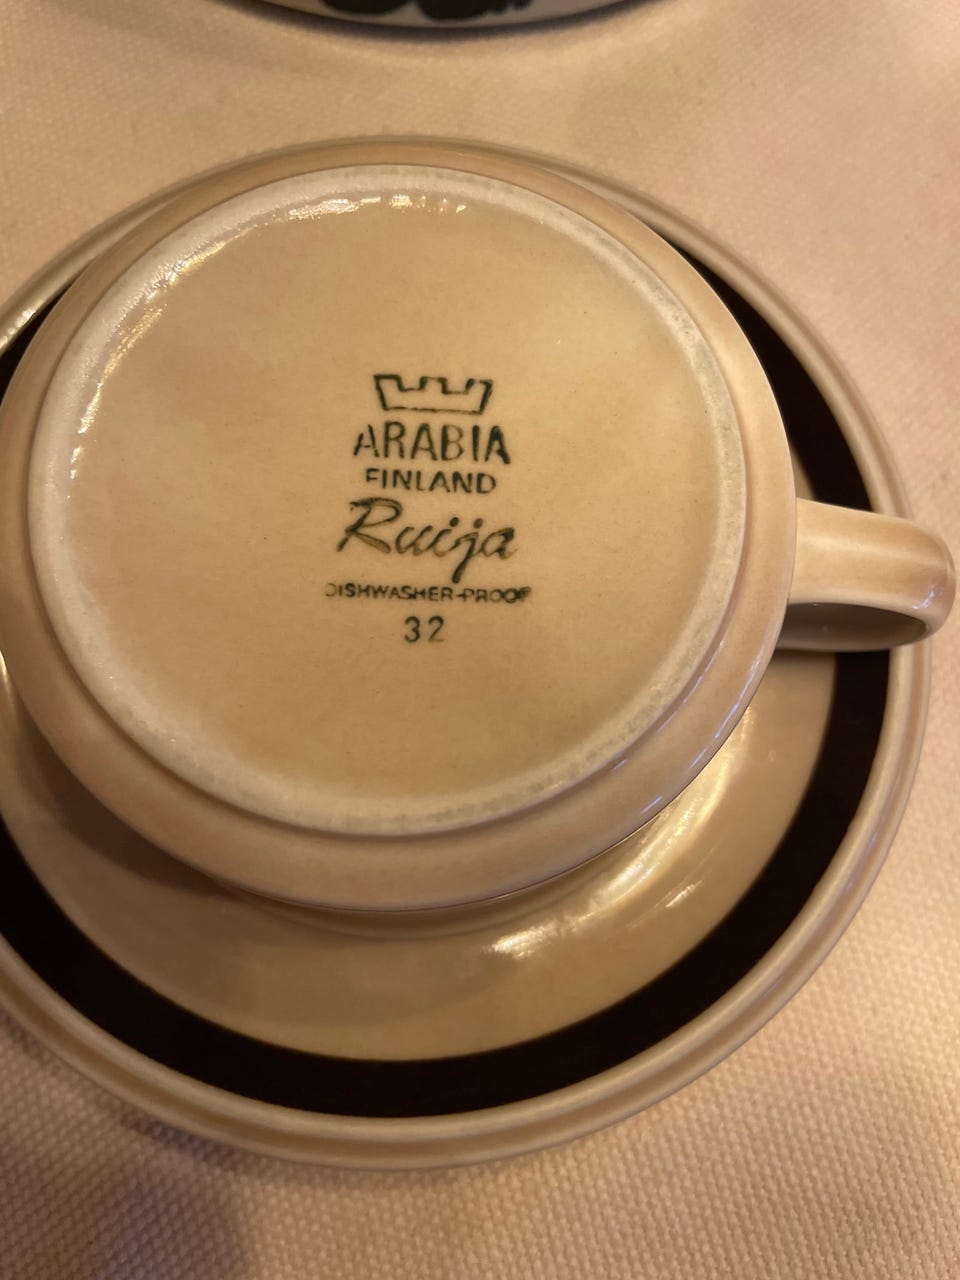 ARABIA
FINLAND
Ruija
DISHWASHER-PROOF
32